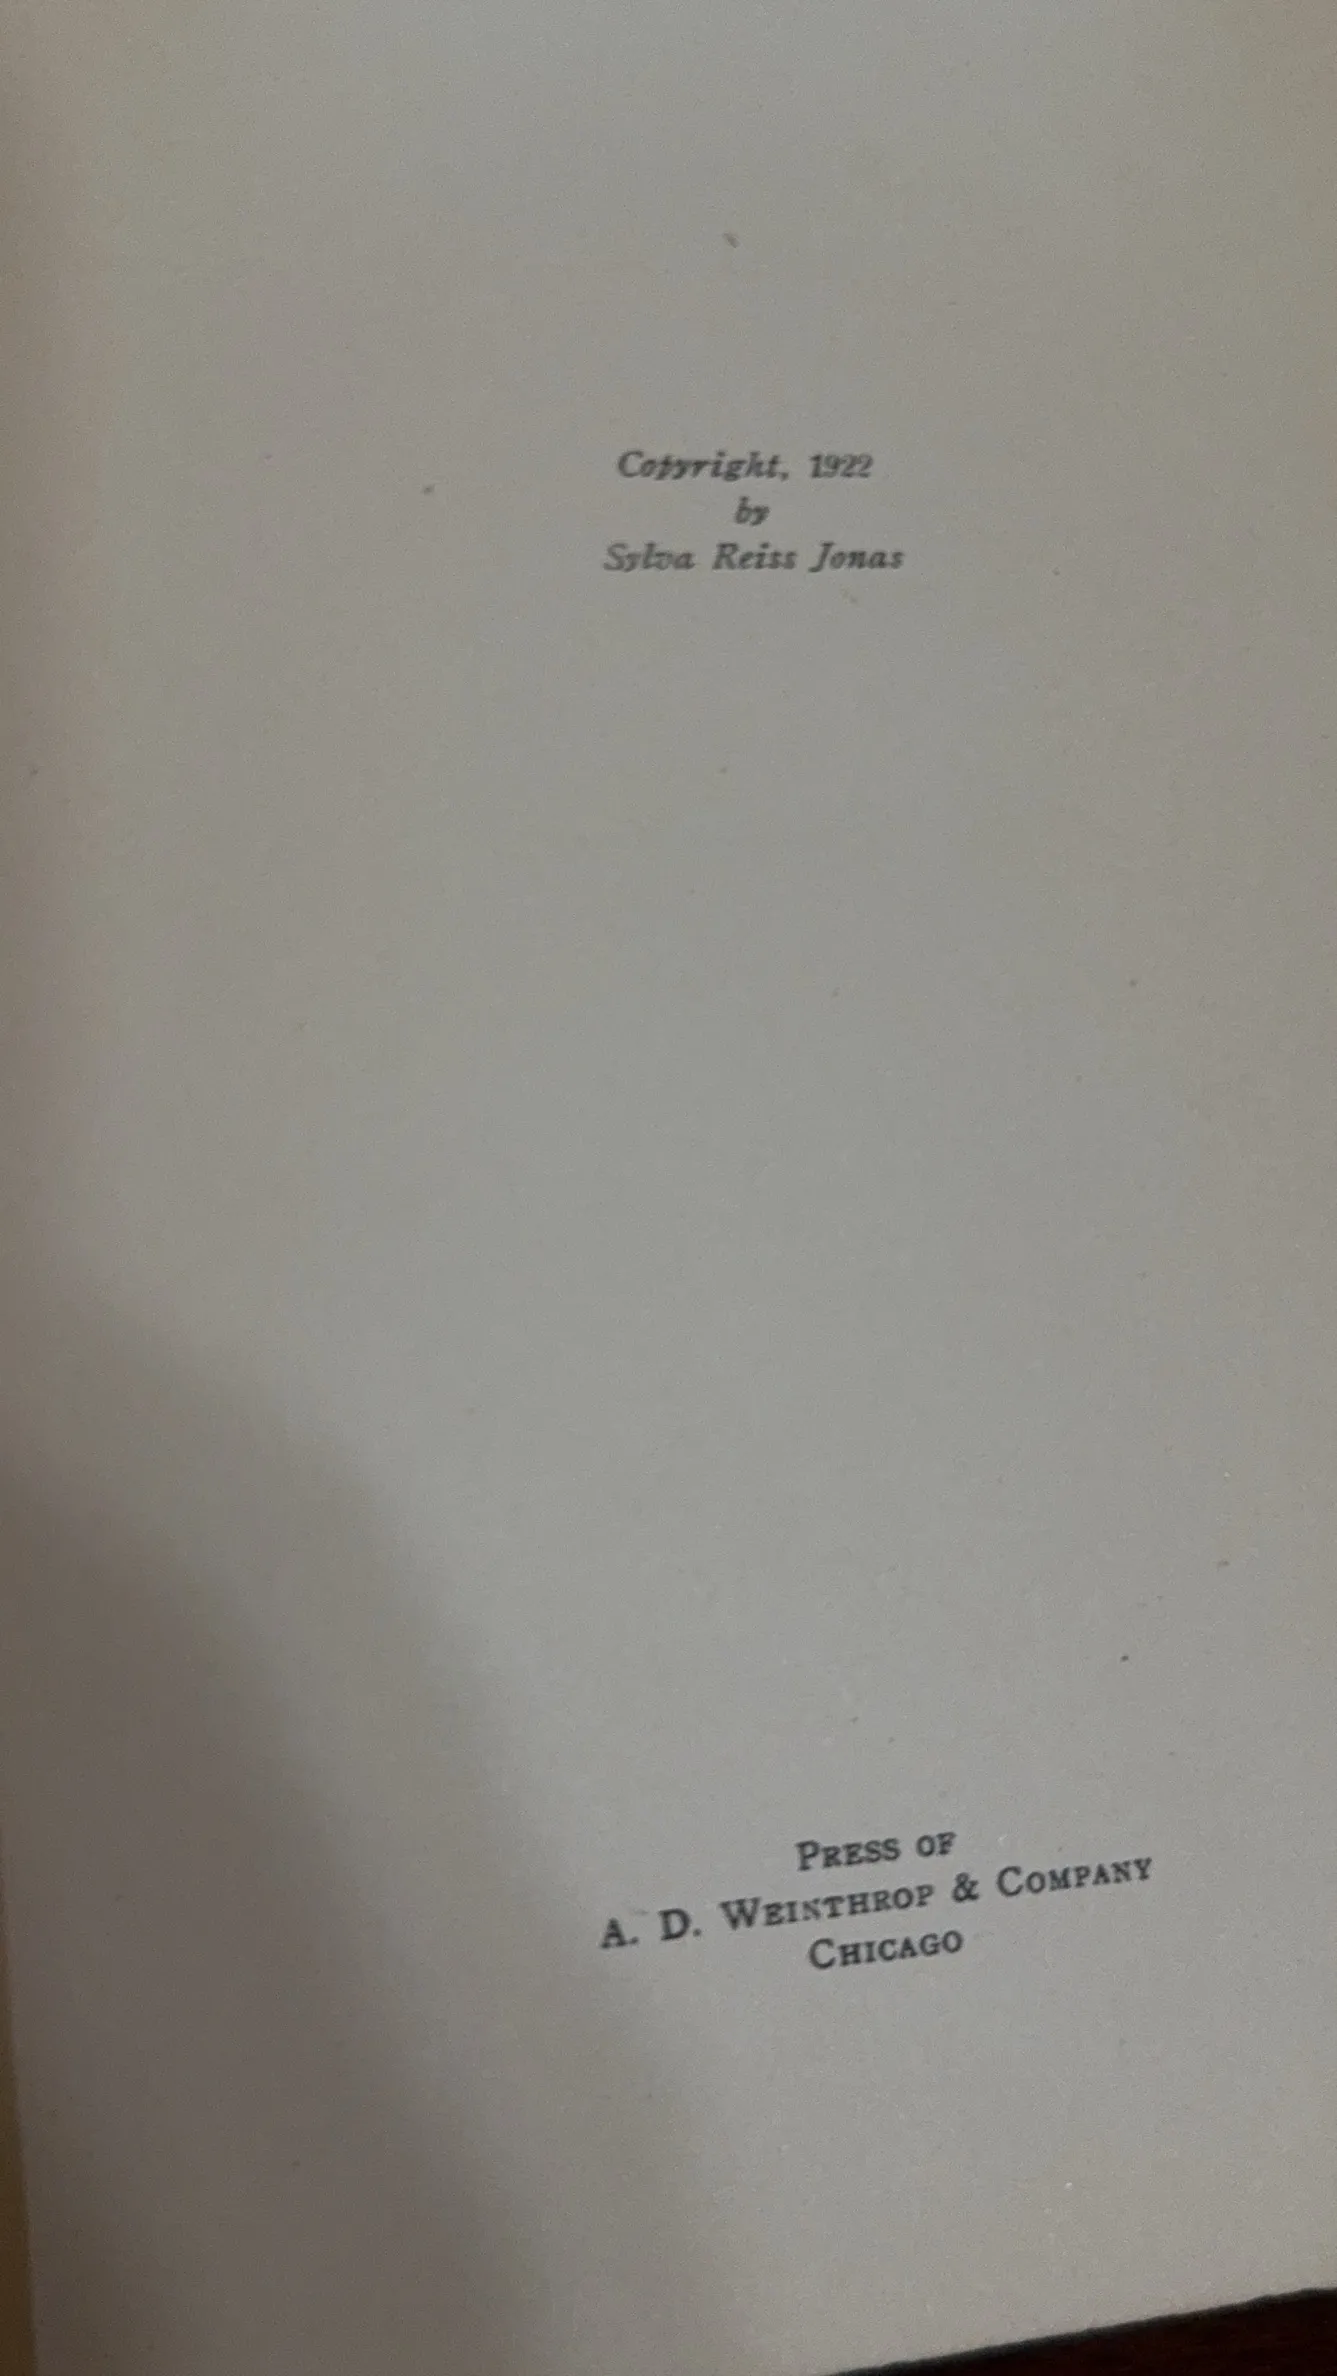 Copyright, 1922
by
Sylva Reiss Jonas
PRESS OF
A. D. WEINTHROP & COMPANY
CHICAGO